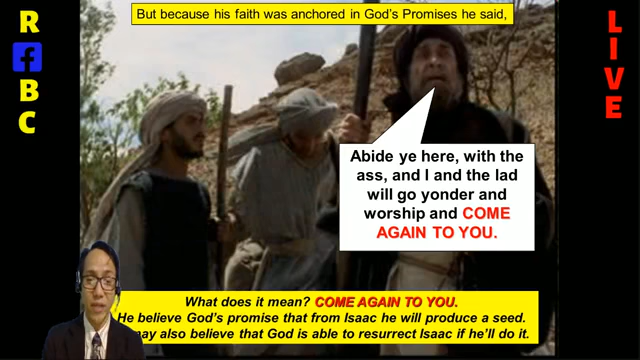 But because his faith was anchored in God's Promises he said,
R
BC
LIVE
Abide ye here, with the
ass, and I and the lad
will go yonder and
worship and COME
AGAIN TO YOU.
What does it mean? COME AGAIN TO YOU.
He believe God's promise that from Isaac he will produce a seed.
may also believe that God is able to resurrect Isaac if he'll do it.